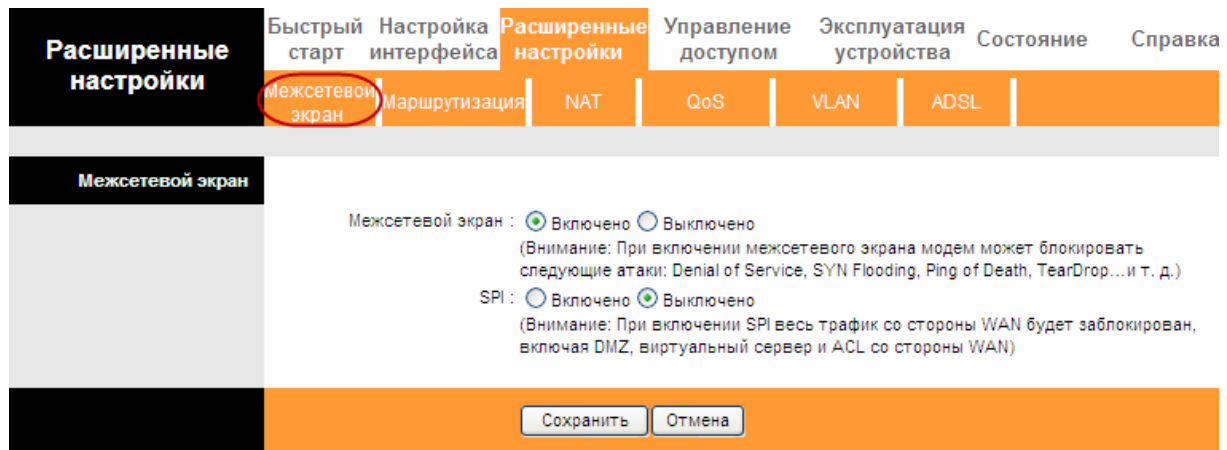 Расширенные
настройки
Быстрый
старт
Настройка
интерфейса
Расширенные
настройки
Управление
доступом
Эксплуатация
устройства
Состояние
Справка
Межсетевой
экран
Маршрутизация
NAT
QoS
VLAN
ADSL
Межсетевой экран
Межсетевой экран : Включено Выключено
(Внимание: При включении межсетевого экрана модем может блокировать
следующие атаки: Denial of Service, SYN Flooding, Ping of Death, TearDrop...и т. д.)
SPI : Включено Выключено
(Внимание: При включении SPI весь трафик со стороны WAN будет заблокирован,
включая DMZ, виртуальный сервер и ACL со стороны WAN)
Сохранить Отмена